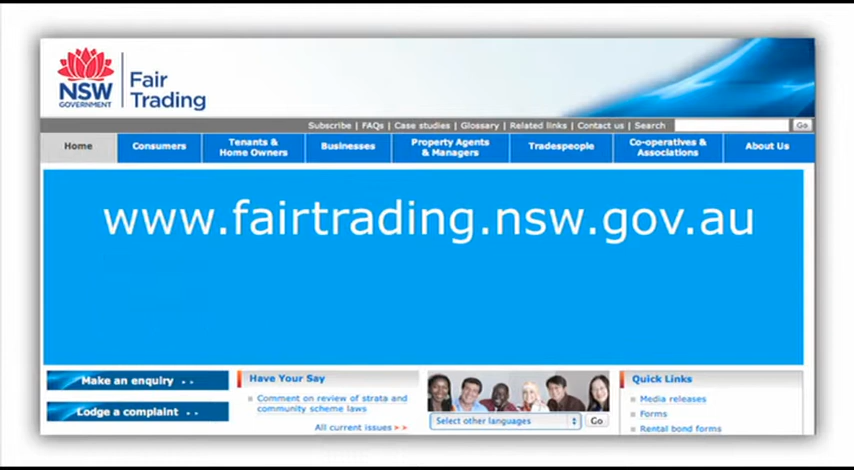 NSW
GOVERNMENT
Fair
Trading
Subscribe | FAQs | Case studies | Glossary | Related links | Contact us | Search
Go
Home
Consumers
Tenants &
Home Owners
Businesses
Property Agents
& Managers
Tradespeople
Co-operatives &
Associations
About Us
www.fairtrading.nsw.gov.au
Make an enquiry
Lodge a complaint
Have Your Say
Comment on review of strata and
community scheme laws
All current issues
Select other languages
Go
Quick Links
Media releases
Forms
Rental bond forms